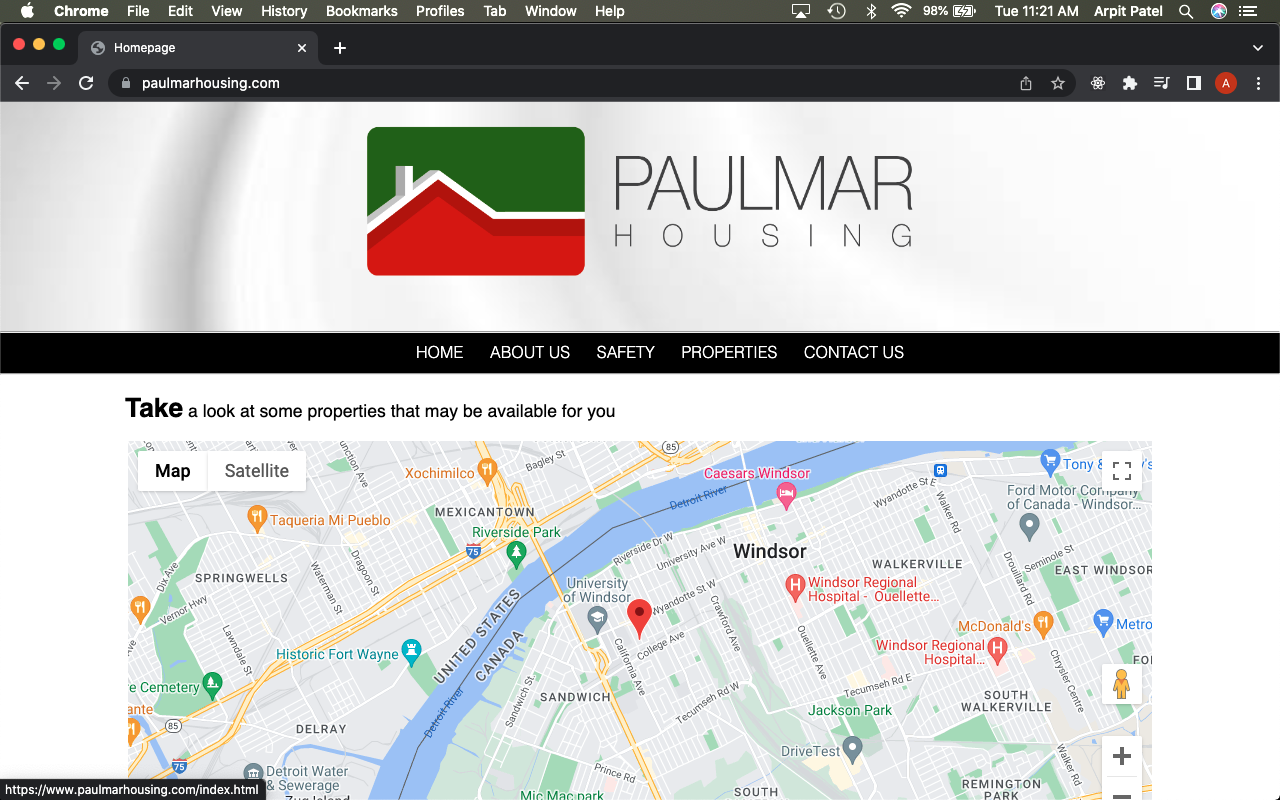 Chrome File Edit View History Bookmarks Profiles Tab Window Help 98% Tue 11:21 AM Arpit Patel
Homepage
paulmarhousing.com A
PAULMAR
HOUSING
HOME ABOUT US SAFETY PROPERTIES CONTACT US
Take a look at some properties that may be available for you
Map Satellite
85
Bagley St
Junction Ave
Xochimilco
Caesars Windsor
Tony &
Detroit River
Wyandotte St E
Walker Rd
Ford Motor Company
of Canada - Windsor...
MEXICANTOWN
Taqueria Mi Pueblo
Riverside Park
Riverside Dr W
University Ave W
Windsor
75
Dix Ave
SPRINGWELLS
Waterman St
Dragoon St
WALKERVILLE
Drouillard Rd
Seminole St
EAST WINDSOR
University
of Windsor
Vernor Hwy
Wyandotte St W
Crawford Ave
Windsor Regional
Hospital - Ouellette...
UNITED STATES
CANADA
Lawndale St
McDonald's
Metro
College Ave
California Ave
Ouellette Ave
Windsor Regional
Hospital...
Historic Fort Wayne
Chrysler Centre
FO
Cemetery
Detroit River
Sandwich St
SANDWICH
Tecumseh Rd W
Tecumseh Rd E
SOUTH
WALKERVILLE
ante
85
DELRAY
Jackson Park
Walker Rd
DriveTest
75
Detroit Water
& Sewerage
Prince Rd
REMINGTON
PARK
Zug Island
Mic Mac park
SOUTH
https://www.paulmarhousing.com/index.html